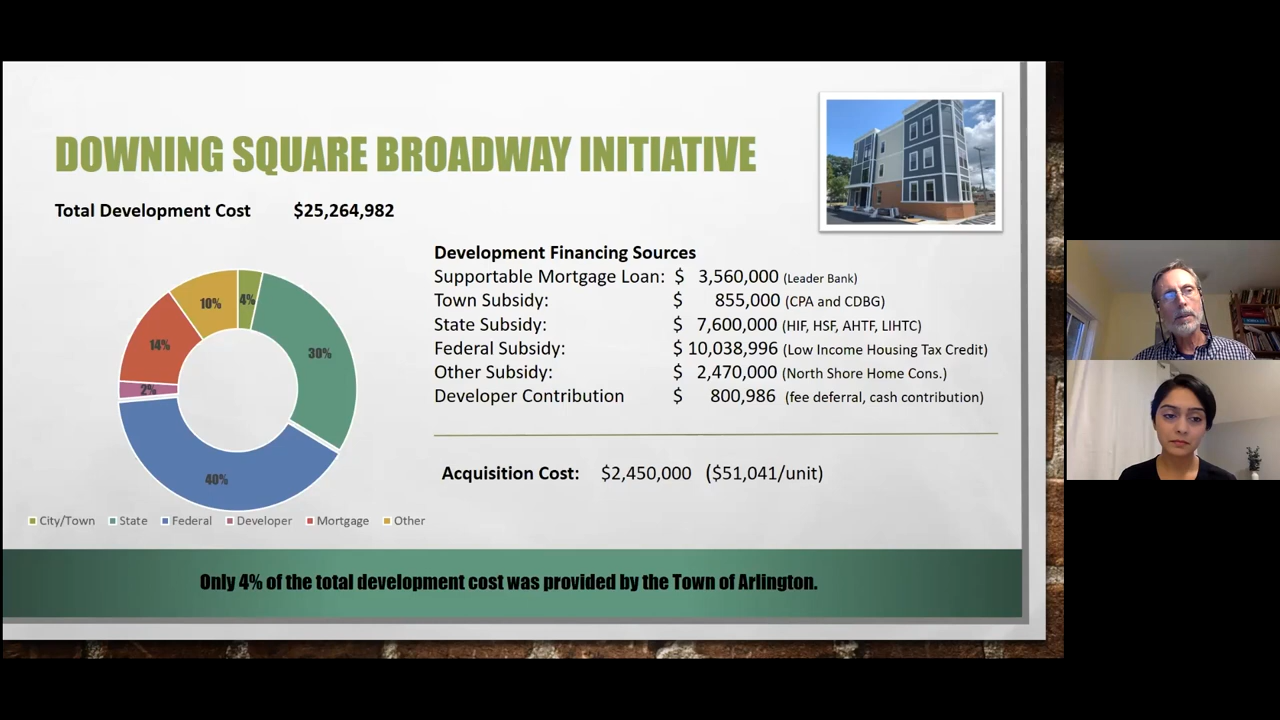 DOWNING SQUARE BROADWAY INITIATIVE
Total Development Cost $25,264,982
Development Financing Sources
Supportable Mortgage Loan: $ 3,560,000 (Leader Bank)
Town Subsidy: $ 855,000 (CPA and CDBG)
State Subsidy: $ 7,600,000 (HIF, HSF, AHTF, LIHTC)
Federal Subsidy: $ 10,038,996 (Low Income Housing Tax Credit)
Other Subsidy: $ 2,470,000 (North Shore Home Cons.)
Developer Contribution $ 800,986 (fee deferral, cash contribution)
Acquisition Cost: $2,450,000 ($51,041/unit)
4%
30%
40%
2%
14%
10%
City/Town State Federal Developer Mortgage Other
Only 4% of the total development cost was provided by the Town of Arlington.